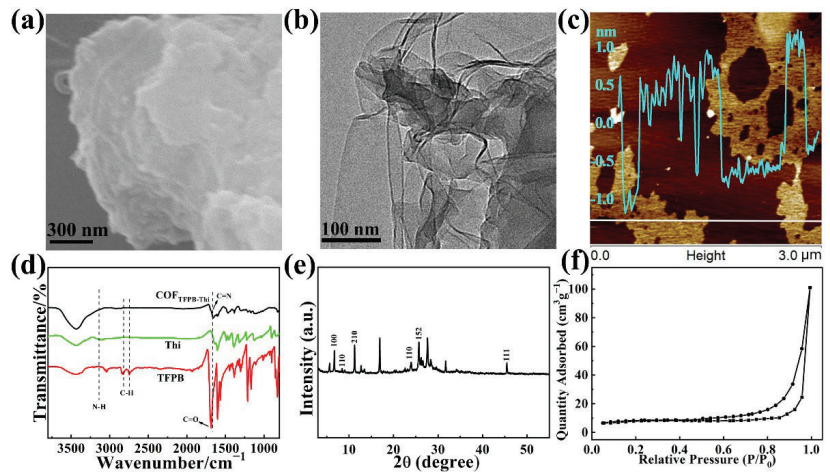 (a)
300 nm
(b)
100 nm
(c)
nm
1.0
0.5
0.0
-0.5
-1.0
0.0 Height 3.0 μm
(d)
Transmittance/%
COF_TFPB-Thi
C=N
Thi
TFPB
N-H
C-H
C=O
3500 3000 2500 2000 1500 1000
Wavenumber/cm⁻¹
(e)
Intensity (a.u.)
100
110
210
110
152
111
10 20 30 40 50
2θ (degree)
(f)
Quantity Adsorbed (cm³g⁻¹)
100
80
60
40
20
0
0.0 0.2 0.4 0.6 0.8 1.0
Relative Pressure (P/P₀)